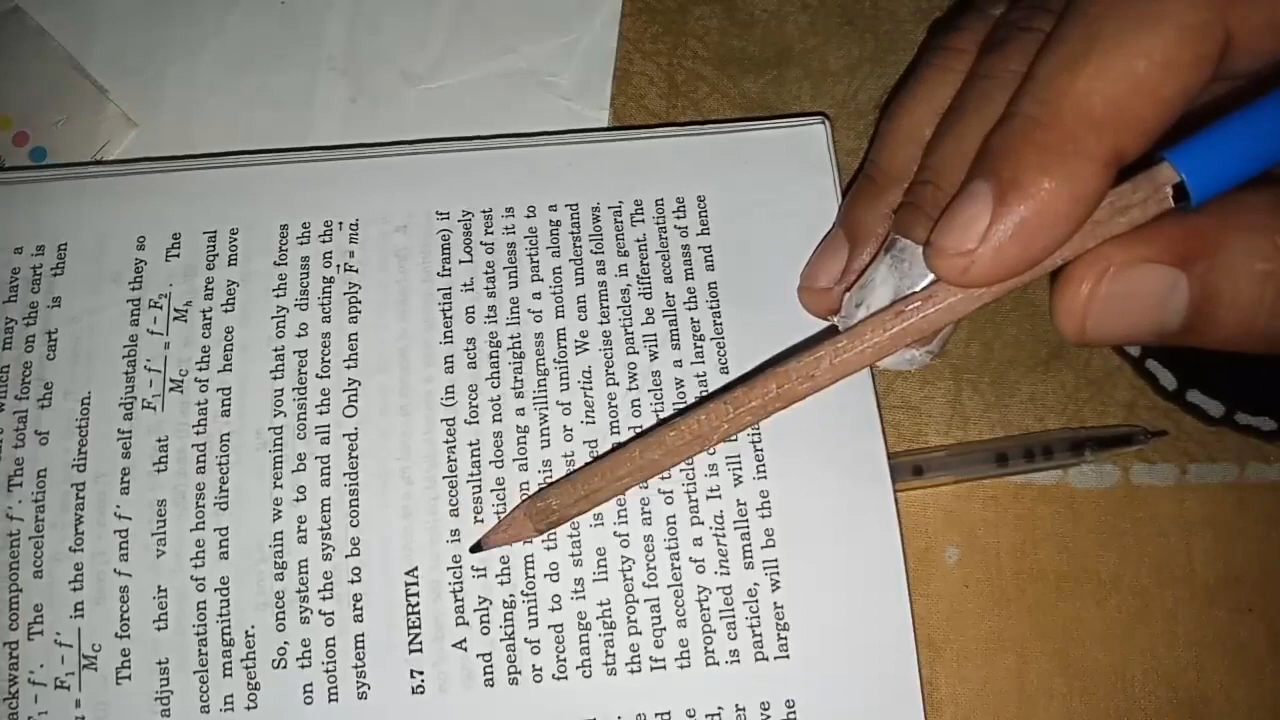 ackward component f′. The total force on the cart is
₁ – f′. The acceleration of the cart is then
= F₁ – f′ / M_C in the forward direction.
The forces f and f′ are self adjustable and they so
adjust their values that F₁ – f′ / M_C = f – F₂ / M_h. The
acceleration of the horse and that of the cart are equal
in magnitude and direction and hence they move
together.
So, once again we remind you that only the forces
on the system are to be considered to discuss the
motion of the system and all the forces acting on the
system are to be considered. Only then apply F⃗ = ma⃗.
5.7 INERTIA
A particle is accelerated (in an inertial frame) if
and only if resultant force acts on it. Loosely
speaking, the ticle does not change its state of rest
or of uniform on along a straight line unless it is
forced to do th his unwillingness of a particle to
change its state est or of uniform motion along a
straight line is ed inertia. We can understand
the property of ine more precise terms as follows.
If equal forces are a d on two particles, in general,
the acceleration of t rticles will be different. The
property of a particle llow a smaller acceleration
is called inertia. It is c hat larger the mass of the
particle, smaller will acceleration and hence
larger will be the inertia